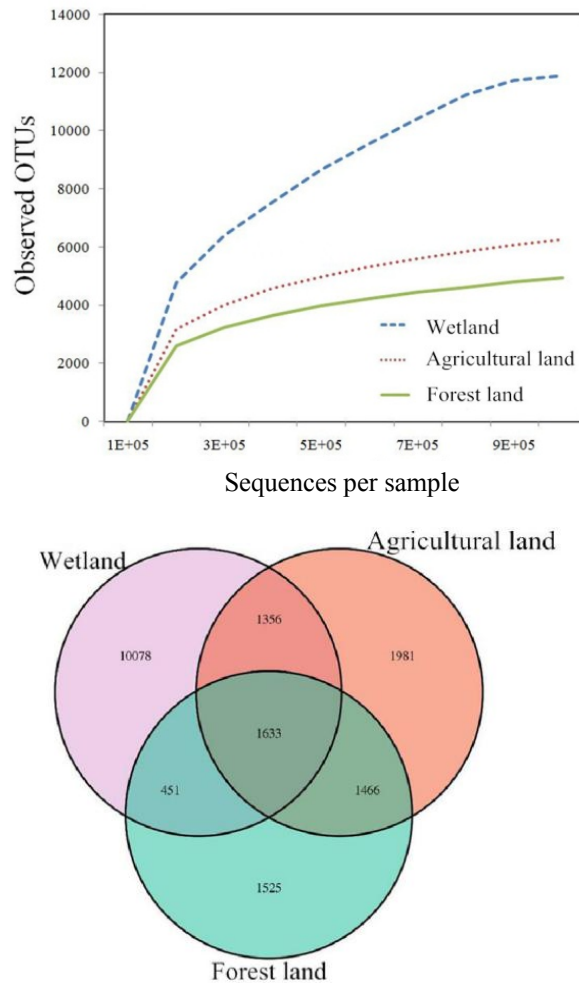 14000
12000
10000
8000
6000
4000
2000
0
Observed OTUs
Wetland
Agricultural land
Forest land
1E+05 3E+05 5E+05 7E+05 9E+05
Sequences per sample
Wetland
Agricultural land
1356
10078
1981
1633
451
1466
1525
Forest land